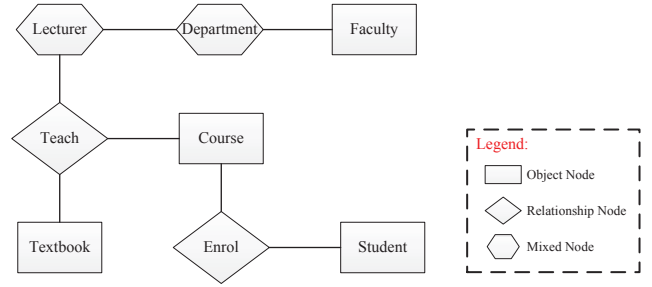 Lecturer
Department
Faculty
Teach
Course
Textbook
Enrol
Student
Legend:
Object Node
Relationship Node
Mixed Node